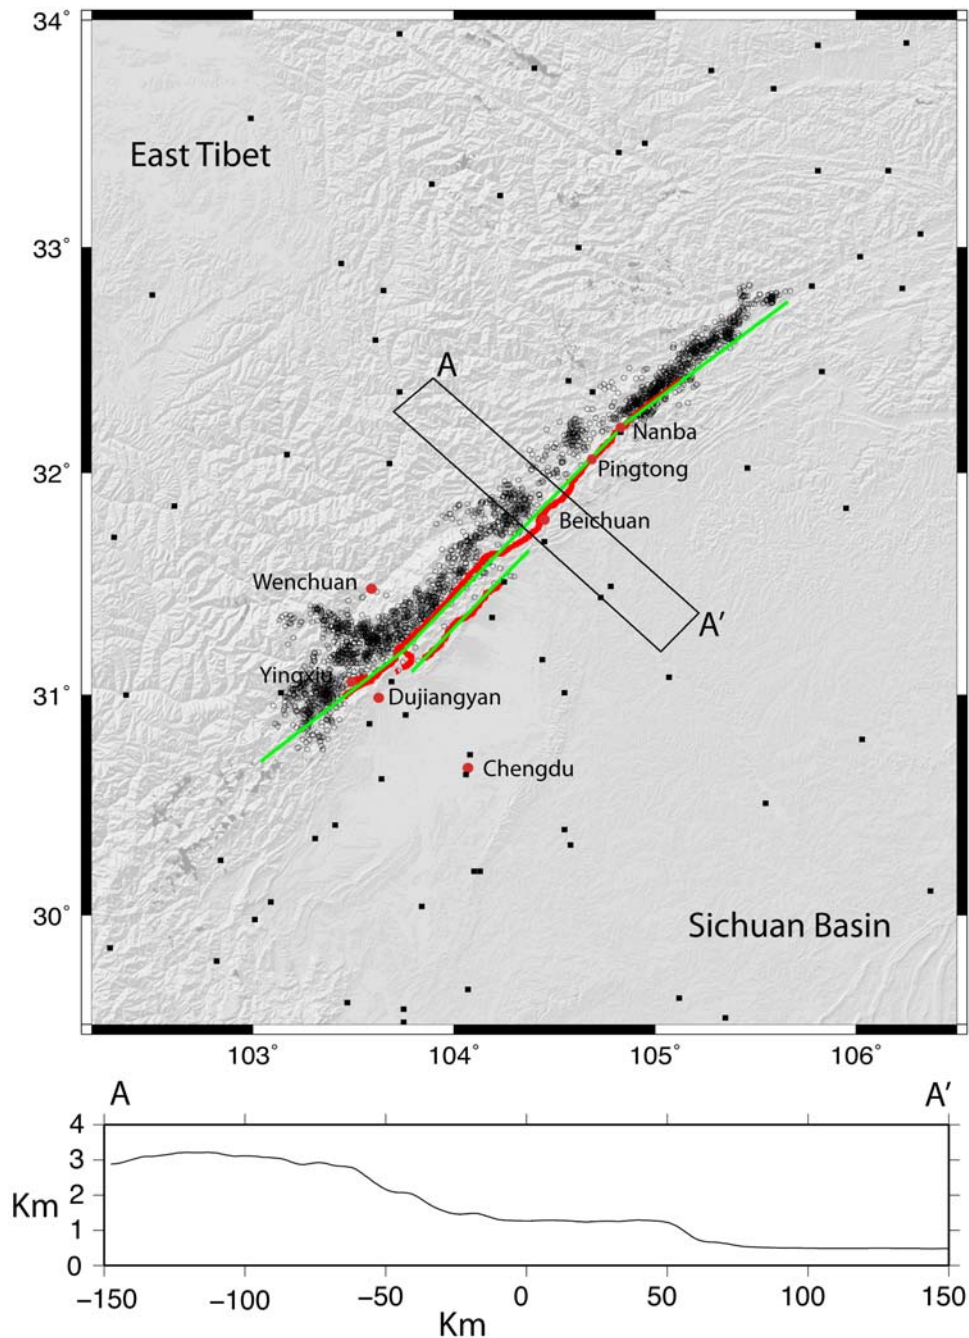 34°
East Tibet
33°
A
Nanba
Pingtong
32°
Beichuan
Wenchuan
A′
Yingxiu
31°
Dujiangyan
Chengdu
30°
Sichuan Basin
103° 104° 105° 106°
A A′
4
3
2
Km
1
0
−150 −100 −50 0 50 100 150
Km